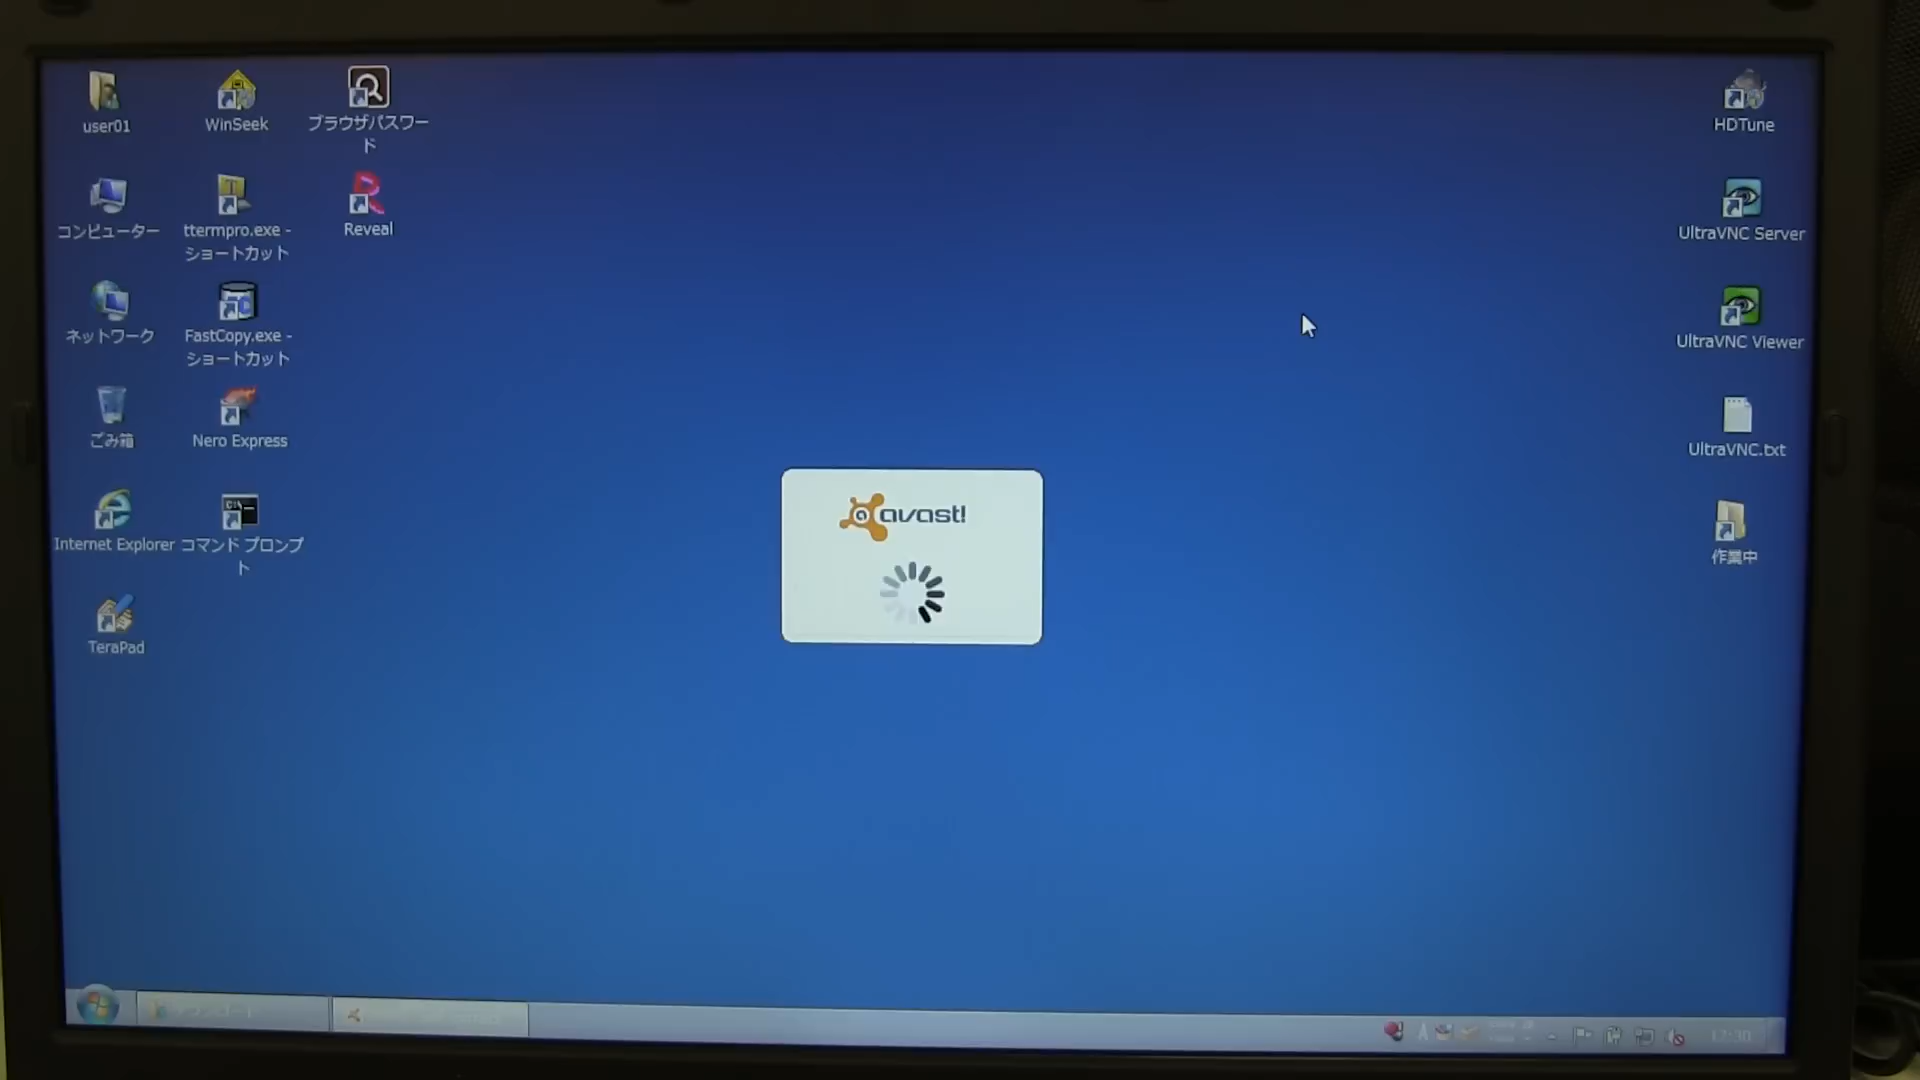 user01
WinSeek
ブラウザパスワー
ド
コンピューター
ttermpro.exe -
ショートカット
Reveal
ネットワーク
FastCopy.exe -
ショートカット
ごみ箱
Nero Express
Internet Explorer
コマンド プロンプ
ト
TeraPad
avast!
HDTune
UltraVNC Server
UltraVNC Viewer
UltraVNC.txt
作業中
12:30